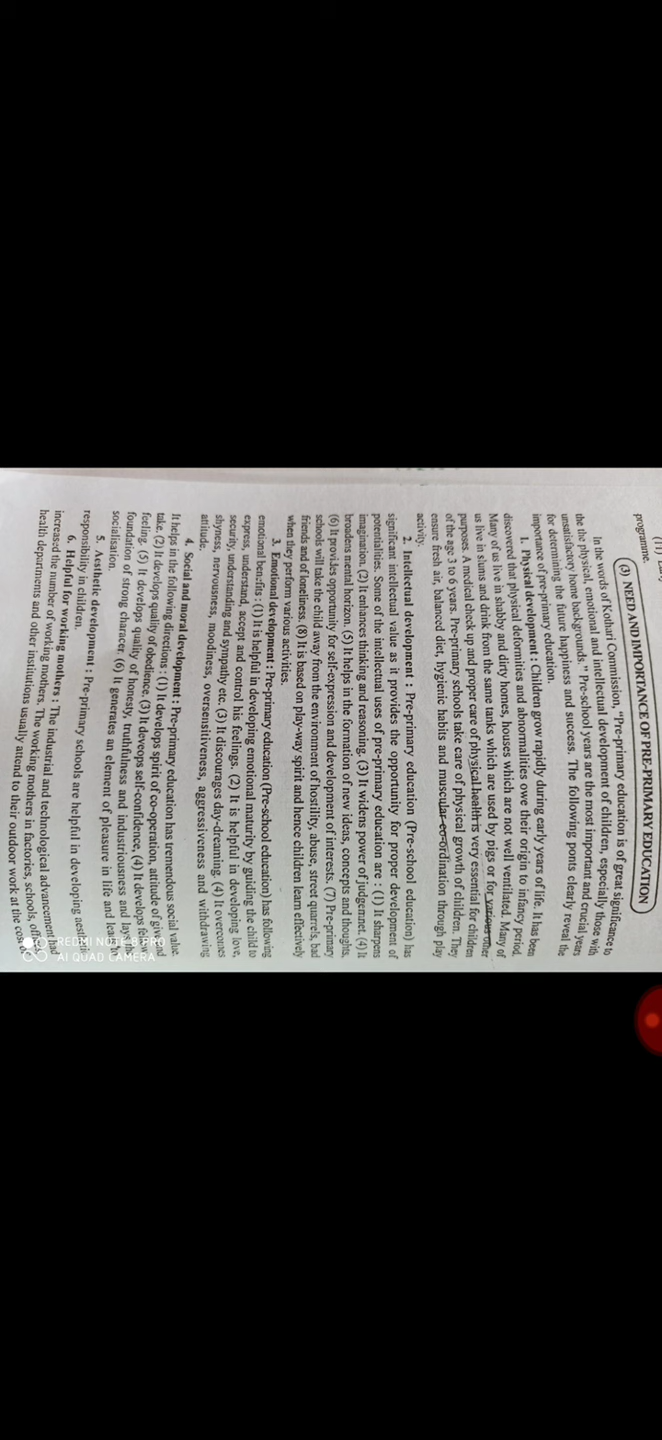 programme.
(3) NEED AND IMPORTANCE OF PRE-PRIMARY EDUCATION
In the words of Kothari Commission, "Pre-primary education is of great significance to
the the physical, emotional and intellectual development of children, especially those with
unsatisfactory home backgrounds." Pre-school years are the most important and crucial years
for determining the future happiness and success. The following ponts clearly reveal the
importance of pre-primary education.
1. Physical development : Children grow rapidly during early years of life. It has been
discovered that physical deformities and abnormalities owe their origin to infancy period.
Many of us live in shabby and dirty homes, houses which are not well ventilated. Many of
us live in slums and drink from the same tanks which are used by pigs or for various other
purposes. A medical check up and proper care of physical health is very essential for children
of the age 3 to 6 years. Pre-primary schools take care of physical growth of children. They
ensure fresh air, balanced diet, hygienic habits and muscular co-ordination through play
activity.
2. Intellectual development : Pre-primary education (Pre-school education) has
significant intellectual value as it provides the opportunity for proper development of
potentialities. Some of the intellectual uses of pre-primary education are : (1) It sharpens
imagination. (2) It enhances thinking and reasoning. (3) It widens power of judgemnet. (4) It
broadens mental horizon. (5) It helps in the formation of new ideas, concepts and thoughts.
(6) It provides opportunity for self-expression and development of interests. (7) Pre-primary
schools will take the child away from the environment of hostility, abuse, street quarrels, bad
friends and of loneliness. (8) It is based on play-way spirit and hence children learn effectively
when they perform various activities.
3. Emotional development : Pre-primary education (Pre-school education) has following
emotional benefits : (1) It is helpful in developing emotional maturity by guiding the child to
express, understand, accept and control his feelings. (2) It is helpful in developing love,
security, understanding and sympathy etc. (3) It discourages day-dreaming. (4) It overcomes
shyness, nervousness, moodiness, oversensitiveness, aggressiveness and withdrawing
attitude.
4. Social and moral development : Pre-primary education has tremendous social value.
It helps in the following directions : (1) It develops spirit of co-operation, attitude of give and
take. (2) It develops quality of obedience. (3) It deveops self-confidence, (4) It develops fellow
feeling. (5) It develops quality of honesty, truthfulness and industriousness and lays the
foundation of strong characer. (6) It generates an element of pleasure in life and leads to
socialisation.
5. Aesthetic development : Pre-primary schools are helpful in developing aesthetic
responsibility in children.
6. Helpful for working mothers : The industrial and technological advancement had
increased the number of working mothers. The working mothers in factories, schools,
health departments and other institutions usually attend to their outdoor work at the
REDMI NOTE 8 PRO
AI QUAD CAMERA